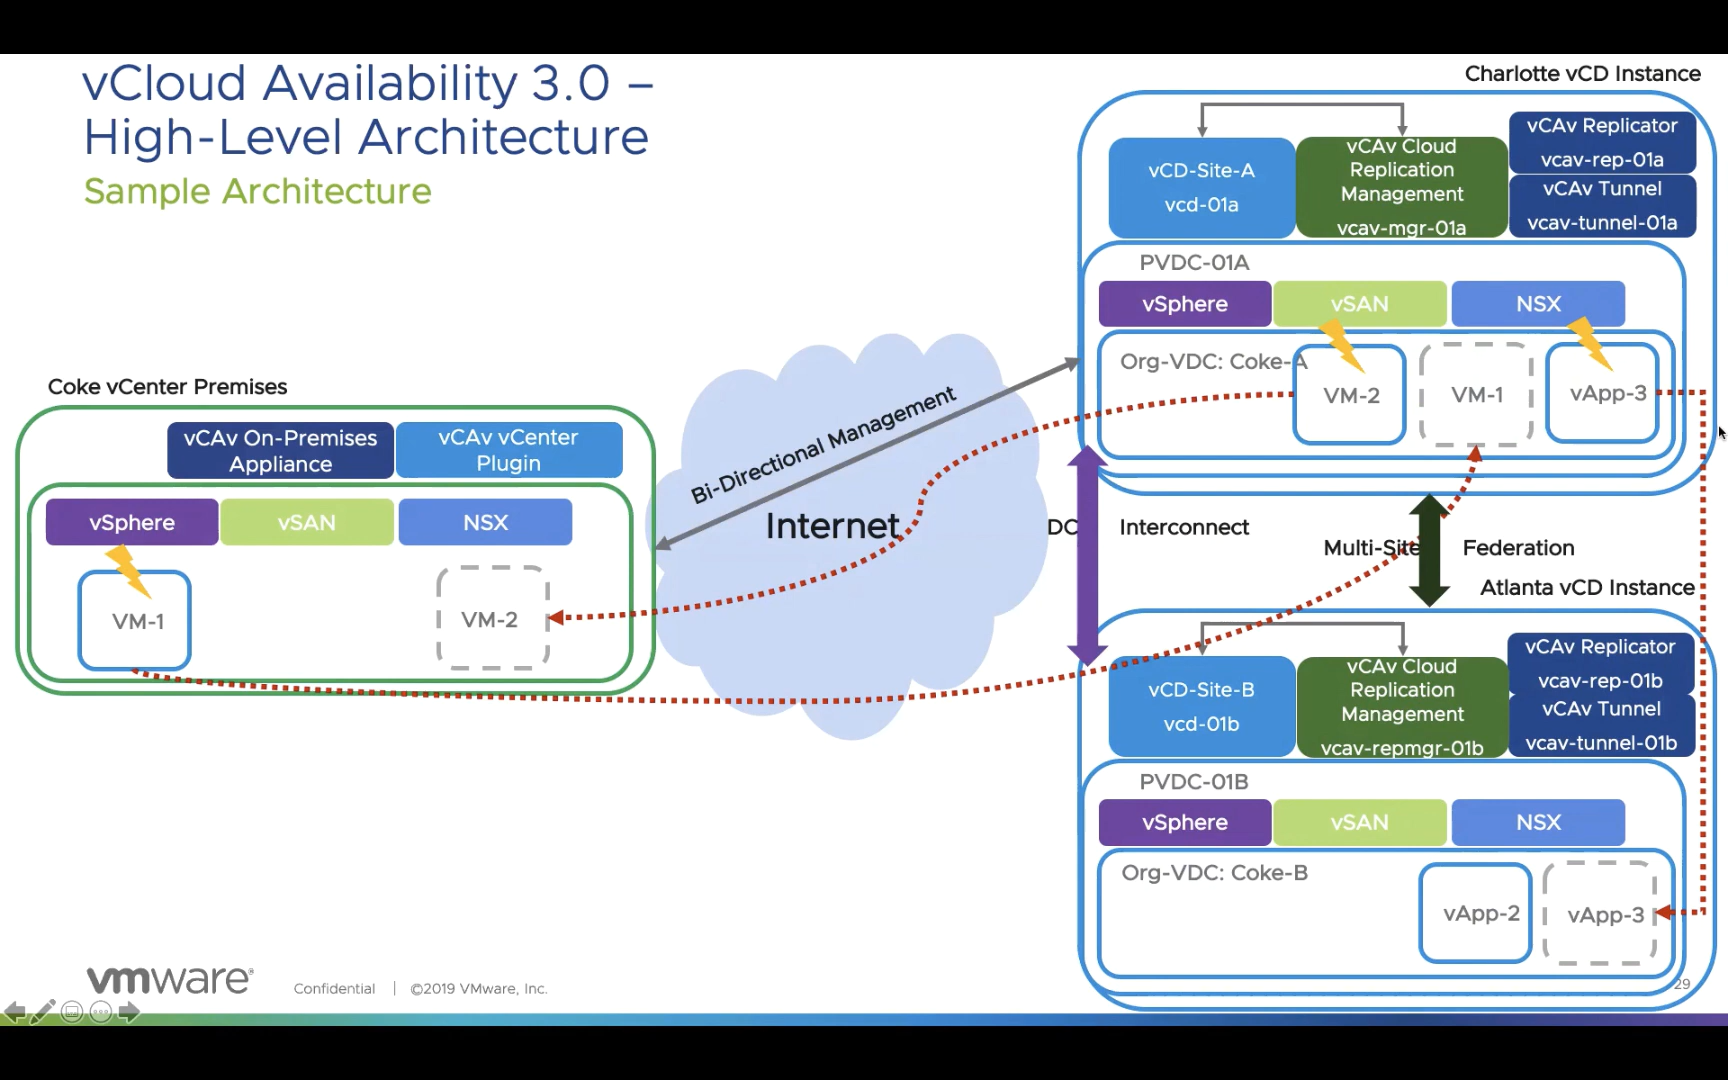 vCloud Availability 3.0 –
High-Level Architecture
Sample Architecture
Charlotte vCD Instance
vCD-Site-A
vcd-01a
vCAv Cloud
Replication
Management
vcav-mgr-01a
vCAv Replicator
vcav-rep-01a
vCAv Tunnel
vcav-tunnel-01a
PVDC-01A
vSphere
vSAN
NSX
Org-VDC: Coke-A
VM-2
VM-1
vApp-3
Coke vCenter Premises
vCAv On-Premises
Appliance
vCAv vCenter
Plugin
vSphere
vSAN
NSX
VM-1
VM-2
Bi-Directional Management
Internet
DC Interconnect
Multi-Site Federation
Atlanta vCD Instance
vCD-Site-B
vcd-01b
vCAv Cloud
Replication
Management
vcav-repmgr-01b
vCAv Replicator
vcav-rep-01b
vCAv Tunnel
vcav-tunnel-01b
PVDC-01B
vSphere
vSAN
NSX
Org-VDC: Coke-B
vApp-2
vApp-3
vmware®
Confidential | ©2019 VMware, Inc.
29